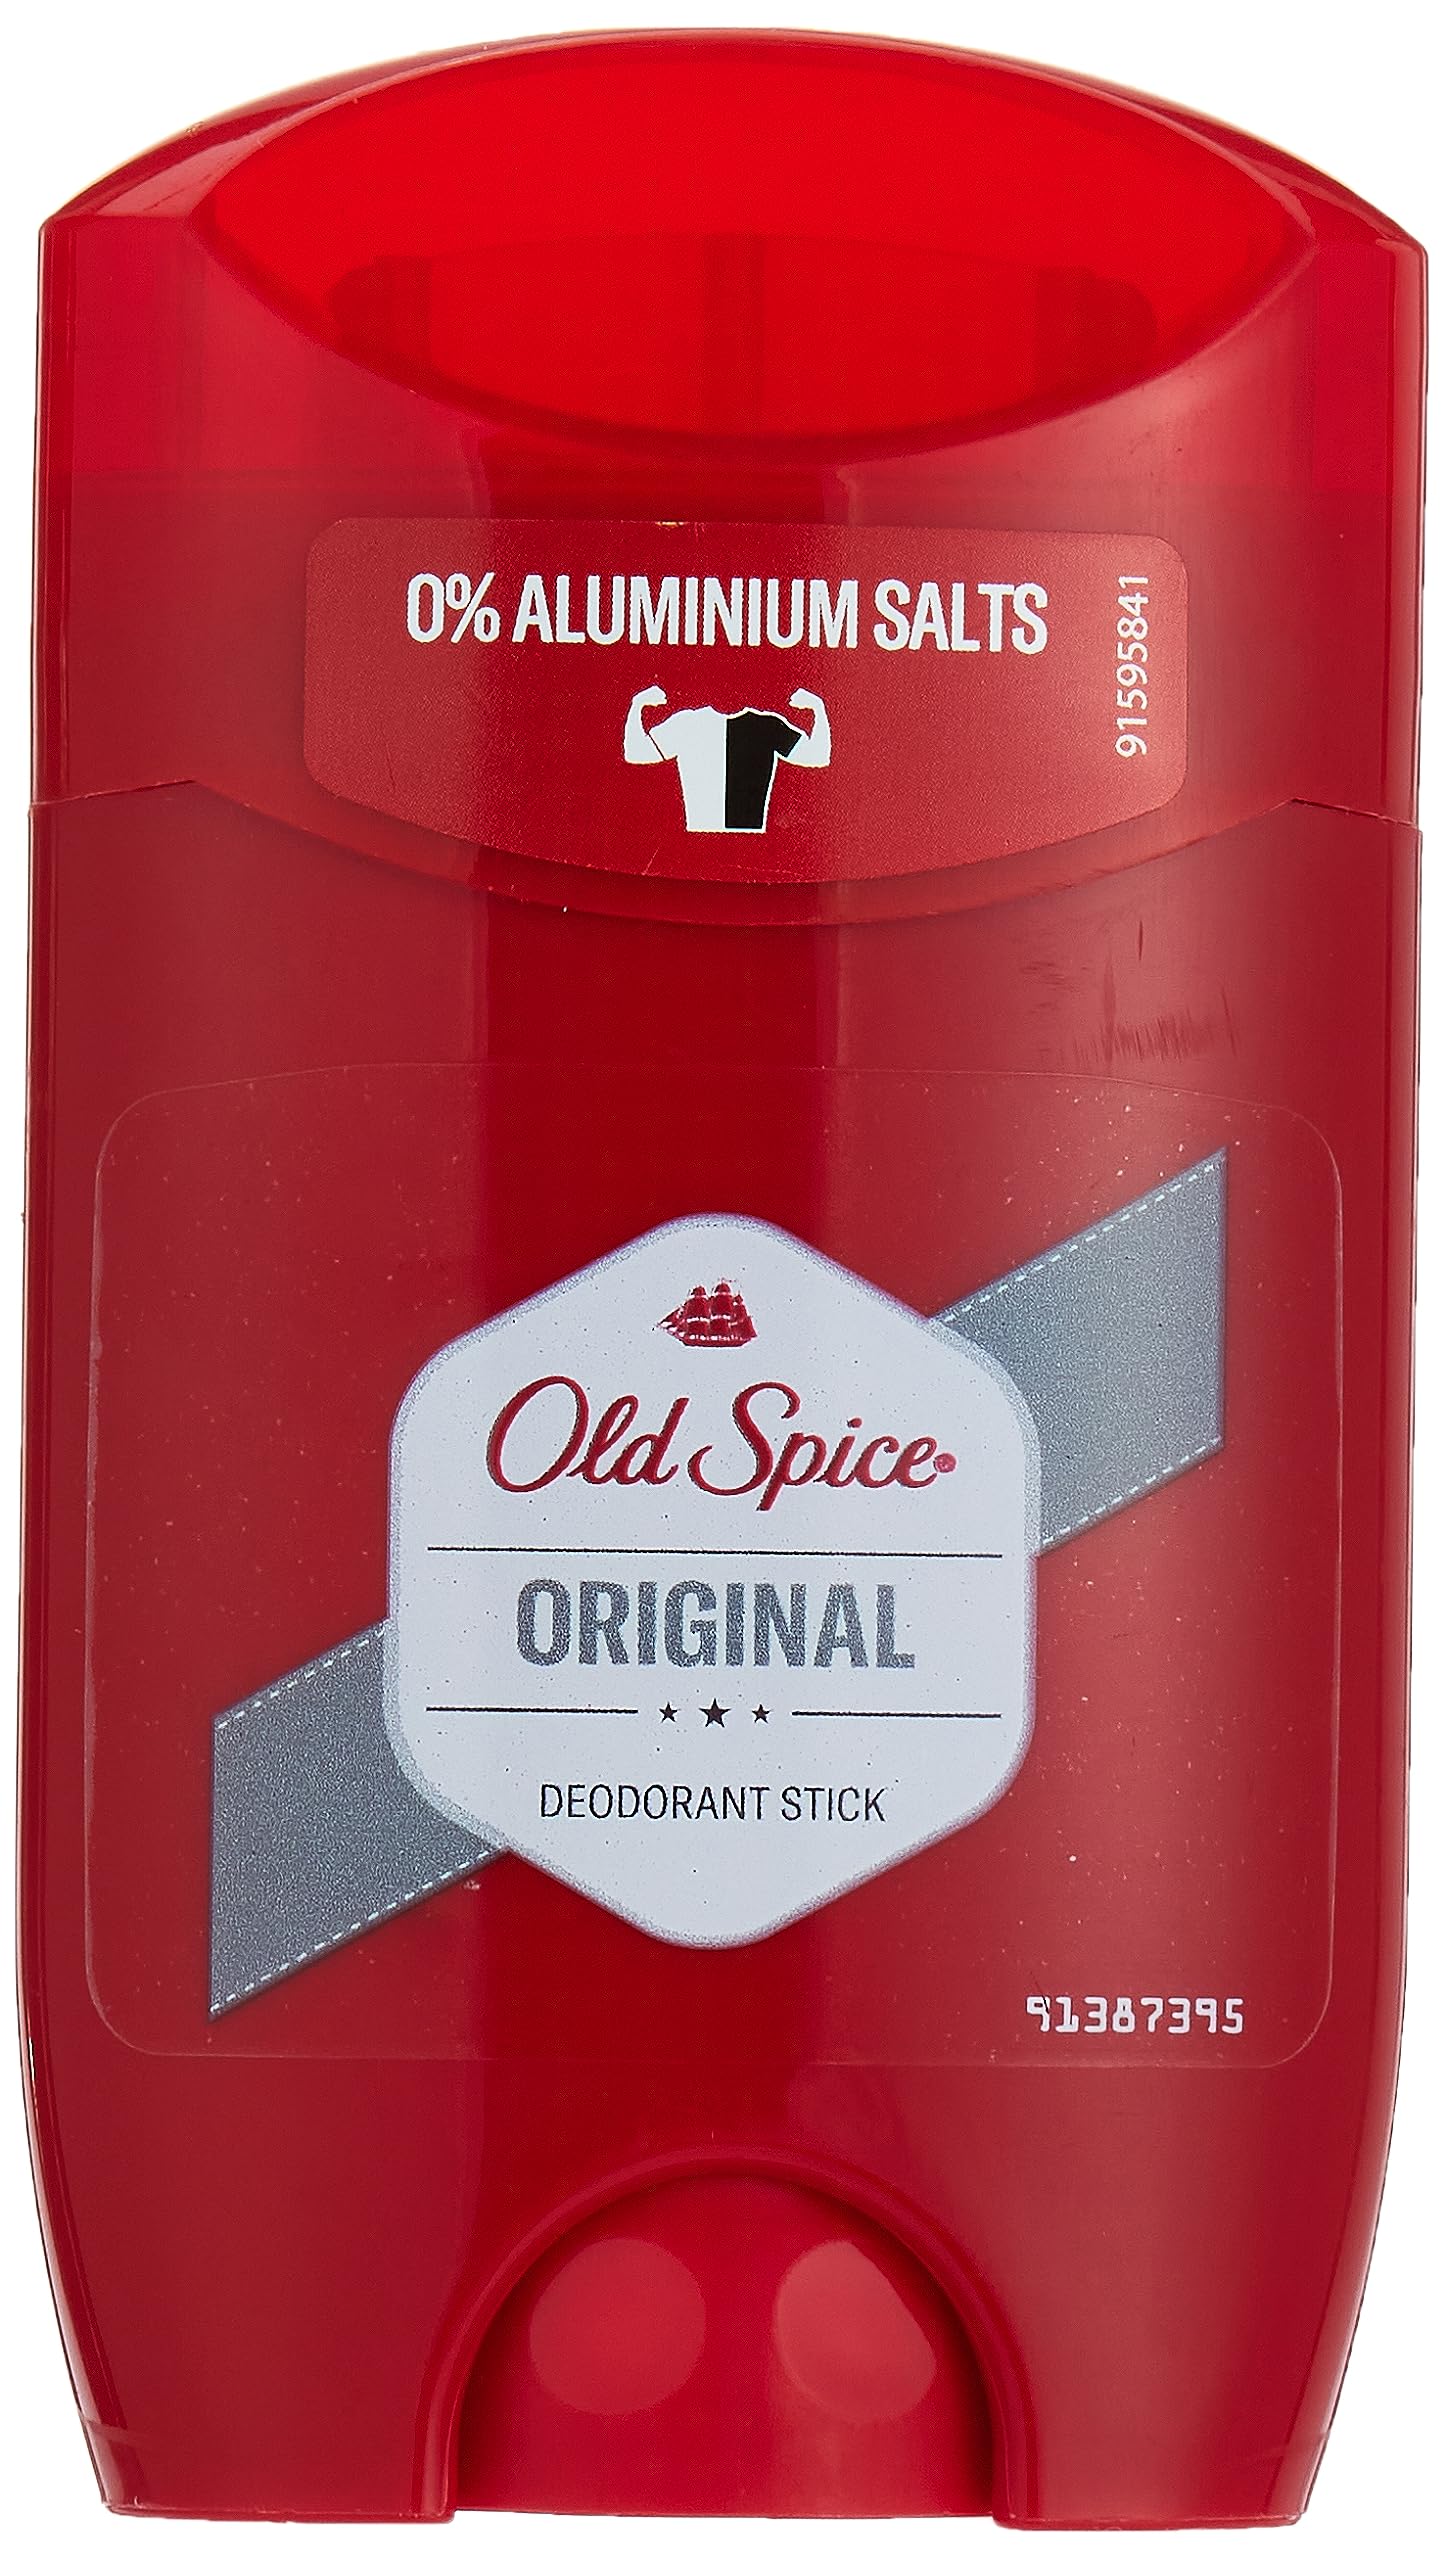 0% ALUMINIUM SALTS
91595841
Old Spice
ORIGINAL
DEODORANT STICK
91387395